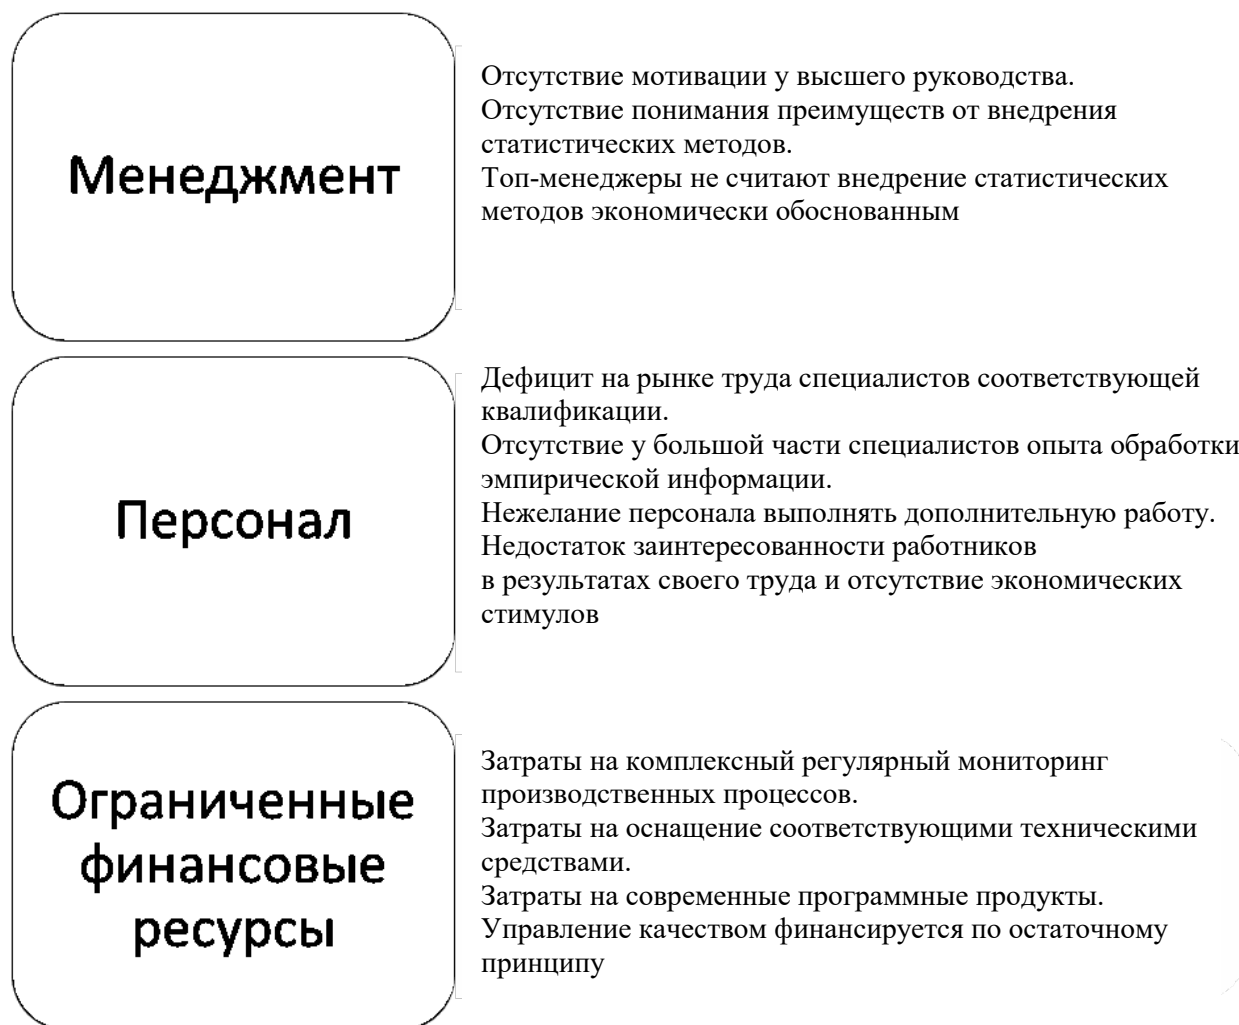 Менеджмент
Отсутствие мотивации у высшего руководства.
Отсутствие понимания преимуществ от внедрения
статистических методов.
Топ-менеджеры не считают внедрение статистических
методов экономически обоснованным
Персонал
Дефицит на рынке труда специалистов соответствующей
квалификации.
Отсутствие у большой части специалистов опыта обработки
эмпирической информации.
Нежелание персонала выполнять дополнительную работу.
Недостаток заинтересованности работников
в результатах своего труда и отсутствие экономических
стимулов
Ограниченные
финансовые
ресурсы
Затраты на комплексный регулярный мониторинг
производственных процессов.
Затраты на оснащение соответствующими техническими
средствами.
Затраты на современные программные продукты.
Управление качеством финансируется по остаточному
принципу